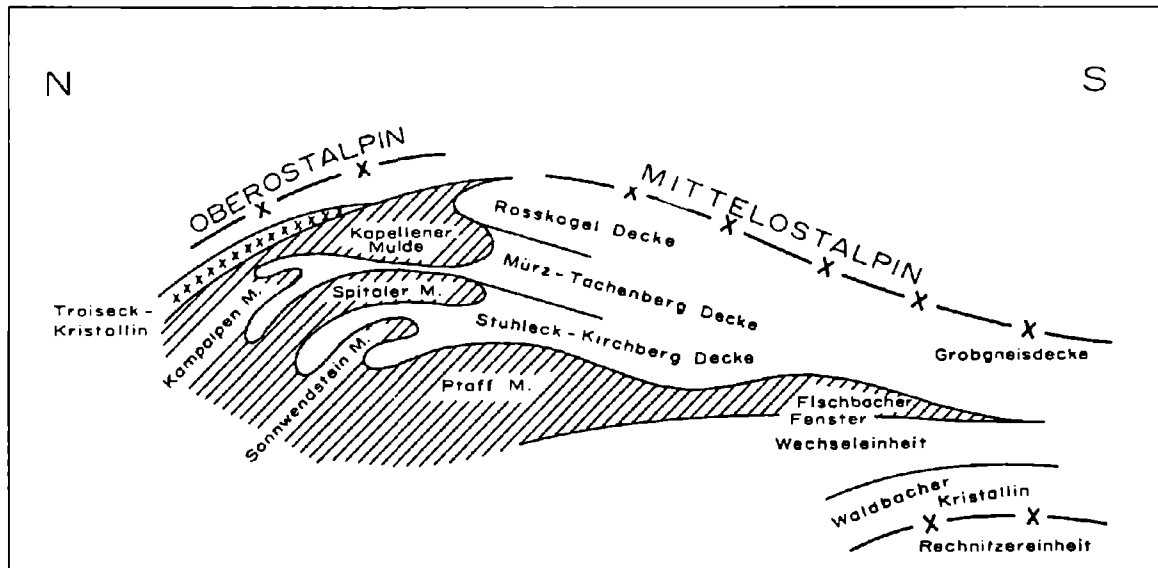 N
S
OBEROSTALPIN
X
X
MITTELOSTALPIN
X
X
X
X
X
Rosskogel Decke
Kapellener
Mulde
Mürz-Tachenberg Decke
xxxxxxxxxxx
Troiseck-
Kristallin
Kampalpen M.
Spitaler M.
Stuhleck-Kirchberg Decke
Grobgneisdecke
Sonnwendstein M.
Pfaff M.
Fischbacher
Fenster
Wechseleinheit
Waldbacher
Kristallin
X
X
Rechnitzereinheit